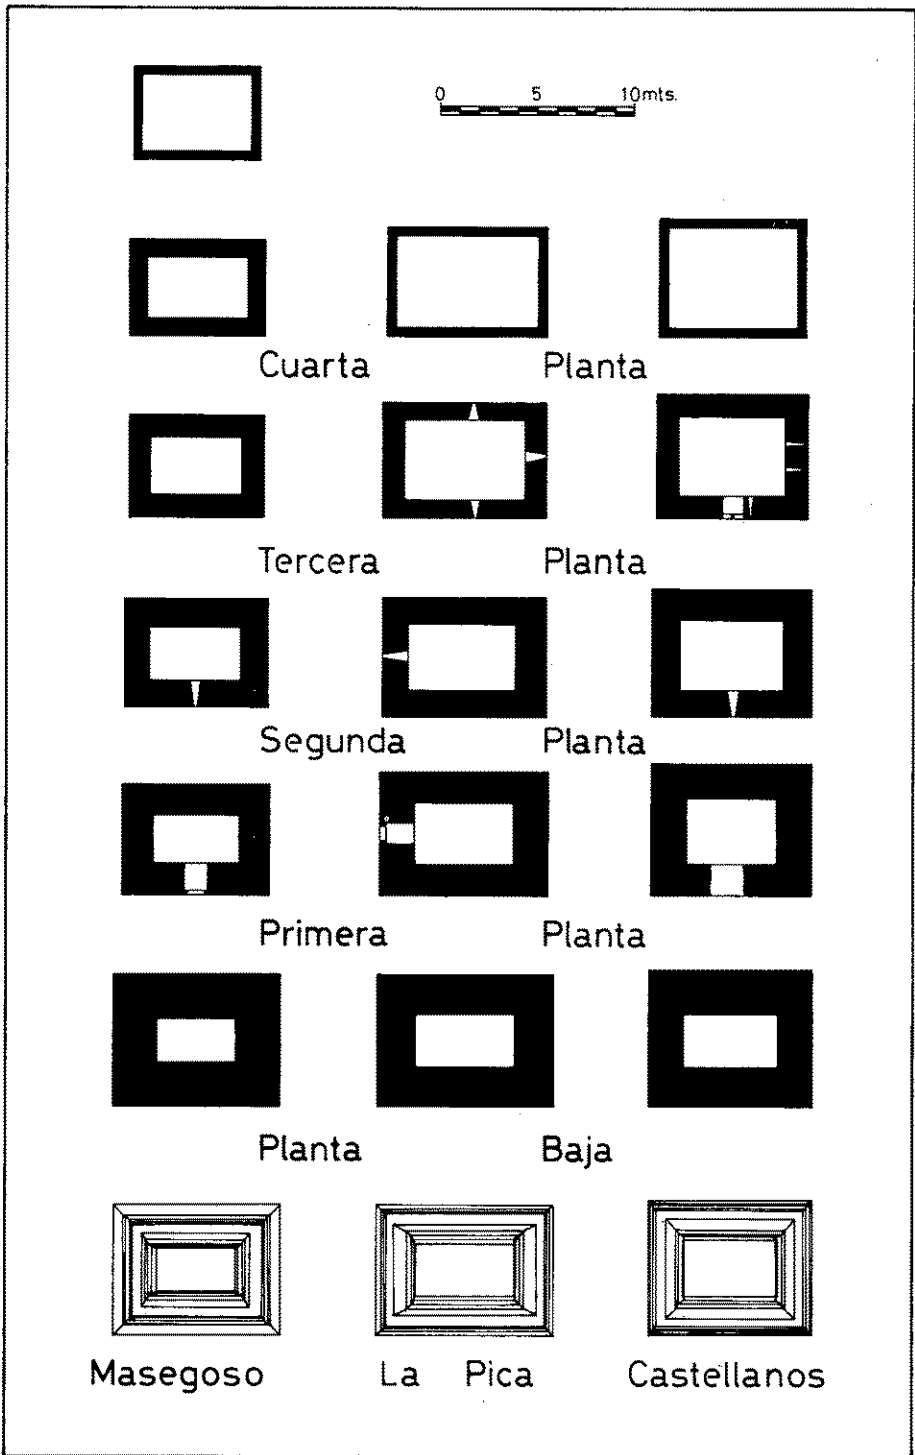 0 5 10mts.
Cuarta Planta
Tercera Planta
Segunda Planta
Primera Planta
Planta Baja
Masegoso La Pica Castellanos